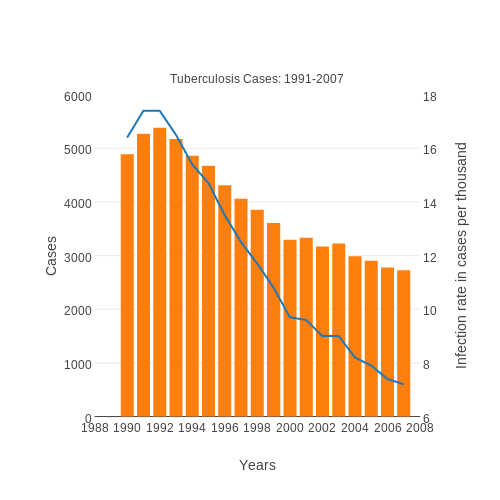 Tuberculosis Cases: 1991-2007
6000
5000
4000
3000
2000
1000
0
Cases
18
16
14
12
10
8
6
Infection rate in cases per thousand
1988 1990 1992 1994 1996 1998 2000 2002 2004 2006 2008
Years